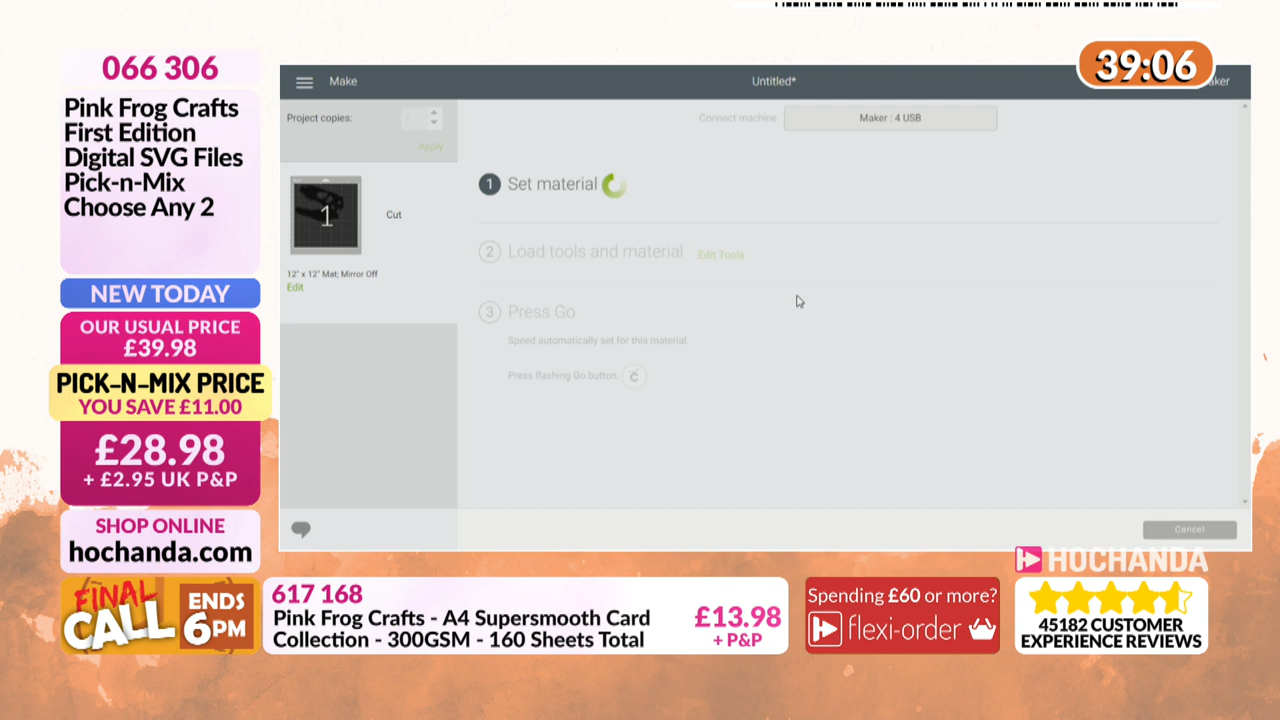 066 306
Pink Frog Crafts
First Edition
Digital SVG Files
Pick-n-Mix
Choose Any 2
NEW TODAY
OUR USUAL PRICE
£39.98
PICK-N-MIX PRICE
YOU SAVE £11.00
£28.98
+ £2.95 UK P&P
SHOP ONLINE
hochanda.com
FINAL
CALL
ENDS
6PM
Make
Untitled*
39:06
Project copies:
1
Apply
Connect machine
Maker : 4 USB
1
Cut
12" x 12" Mat; Mirror Off
Edit
1 Set material
2 Load tools and material Edit Tools
3 Press Go
Speed automatically set for this material.
Press flashing Go button.
Cancel
HOCHANDA
617 168
Pink Frog Crafts - A4 Supersmooth Card
Collection - 300GSM - 160 Sheets Total
£13.98
+ P&P
Spending £60 or more?
flexi-order
45182 CUSTOMER
EXPERIENCE REVIEWS